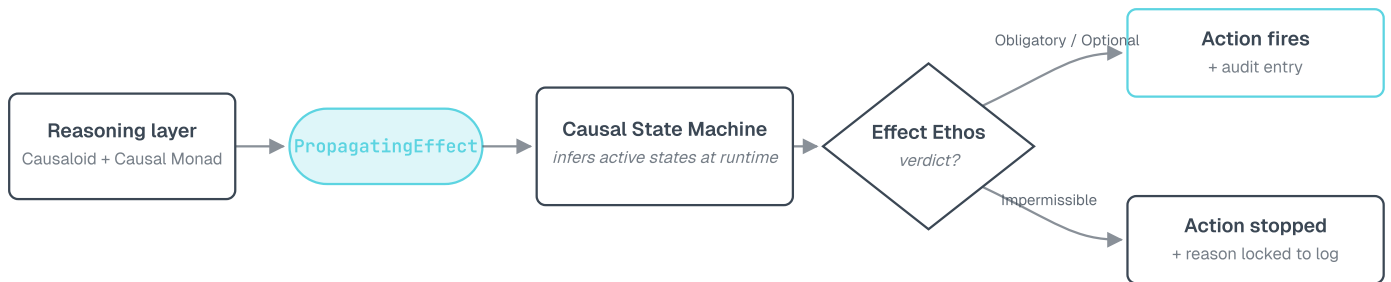 Reasoning layer
Causaloid + Causal Monad
PropagatingEffect
Causal State Machine
infers active states at runtime
Effect Ethos
verdict?
Obligatory / Optional
Action fires
+ audit entry
Impermissible
Action stopped
+ reason locked to log